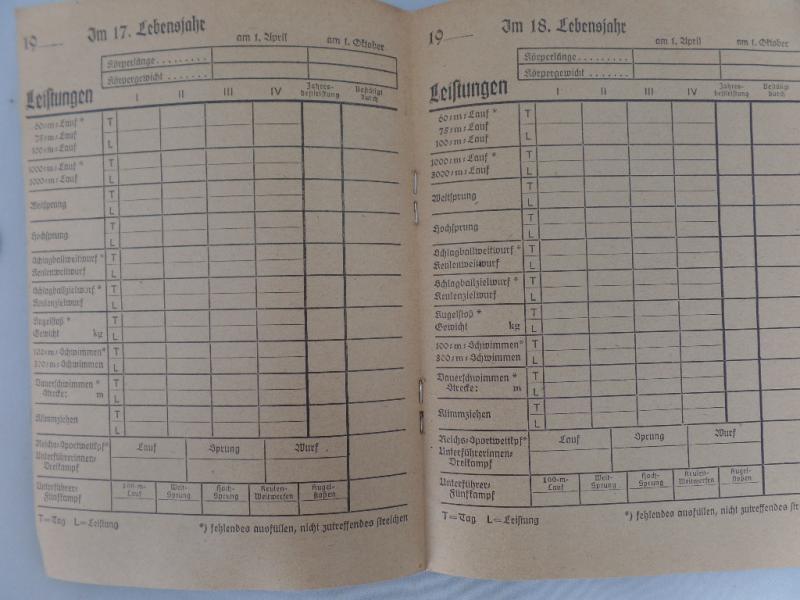 19
Im 17. Lebensjahr
am 1. April
am 1. Oktober
Körperlänge . . . . . . . . .
Körpergewicht . . . . . . .
Leistungen
I
II
III
IV
Jahres-
bestleistung
Bestätigt
durch
60=m=Lauf *
75=m=Lauf
100=m=Lauf
T
L
1000=m=Lauf *
3000=m=Lauf
T
L
Weitsprung
T
L
Hochsprung
T
L
Schlagballweitwurf *
Keulenweitwurf
T
L
Schlagballzielwurf *
Keulenzielwurf
T
L
Kugelstoß *
Gewicht kg
T
L
100=m=Schwimmen*
300=m=Schwimmen
T
L
Dauerschwimmen *
Strecke: m
T
L
Klimmziehen
T
L
Reichs=Sportwettkpf*
Unterführerinnen=
Dreikampf
Lauf
Sprung
Wurf
Unterführer=
Fünfkampf
100-m-
Lauf
Weit-
Sprung
Hoch-
Sprung
Keulen-
Weitwerfen
Kugel-
stoßen
T=Tag L=Leistung
*) fehlendes ausfüllen, nicht zutreffendes streichen
19
Im 18. Lebensjahr
am 1. April
am 1. Oktober
Körperlänge . . . . . . . . .
Körpergewicht . . . . . . .
Leistungen
I
II
III
IV
Jahres-
bestleistung
Bestätigt
durch
60=m=Lauf *
75=m=Lauf
100=m=Lauf
T
L
1000=m=Lauf *
3000=m=Lauf
T
L
Weitsprung
T
L
Hochsprung
T
L
Schlagballweitwurf *
Keulenweitwurf
T
L
Schlagballzielwurf *
Keulenzielwurf
T
L
Kugelstoß *
Gewicht kg
T
L
100=m=Schwimmen *
300=m=Schwimmen
T
L
Dauerschwimmen *
Strecke: m
T
L
Klimmziehen
T
L
Reichs=Sportwettkpf*
Unterführerinnen=
Dreikampf
Lauf
Sprung
Wurf
Unterführer=
Fünfkampf
100-m-
Lauf
Weit-
Sprung
Hoch-
Sprung
Keulen-
Weitwurf
Kugel-
stoßen
T=Tag L=Leistung
*) fehlendes ausfüllen, nicht zutreffendes str